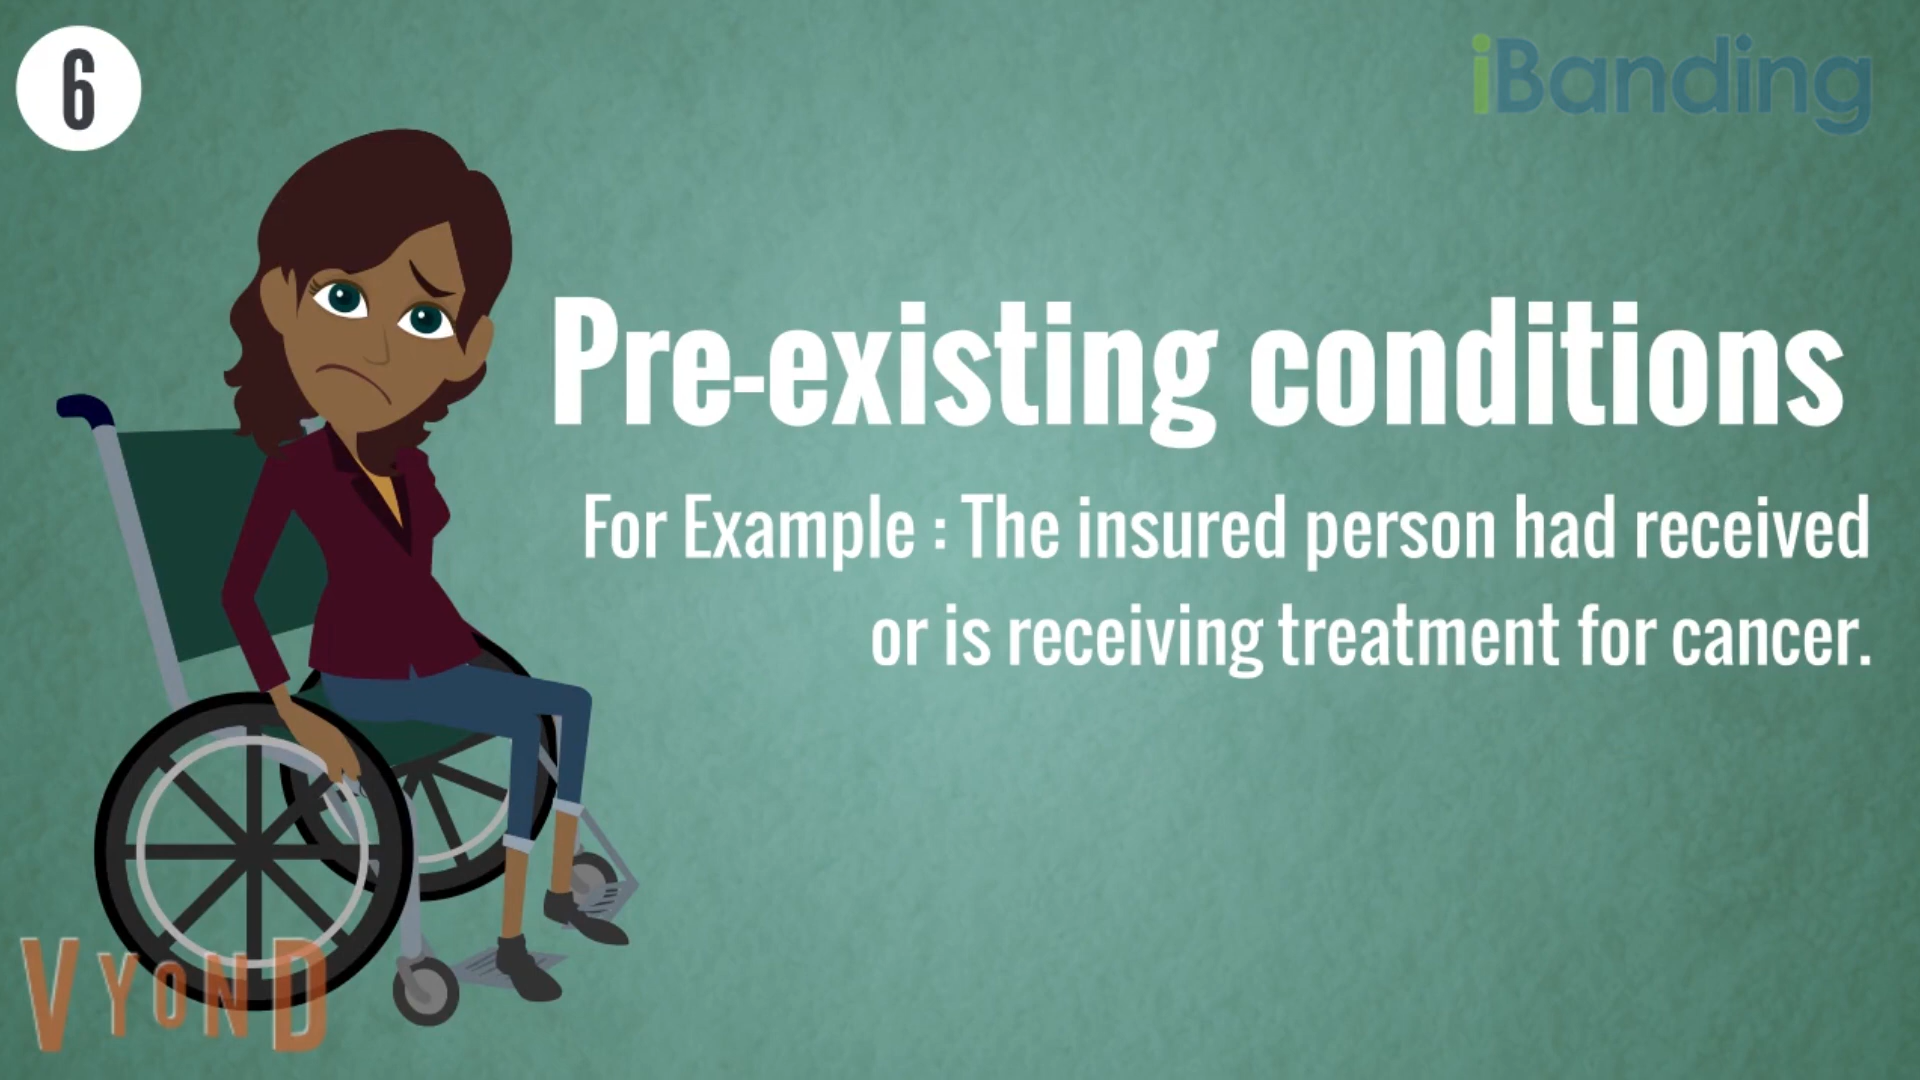 6
iBanding
Pre-existing conditions
For Example : The insured person had received
or is receiving treatment for cancer.
VYOND